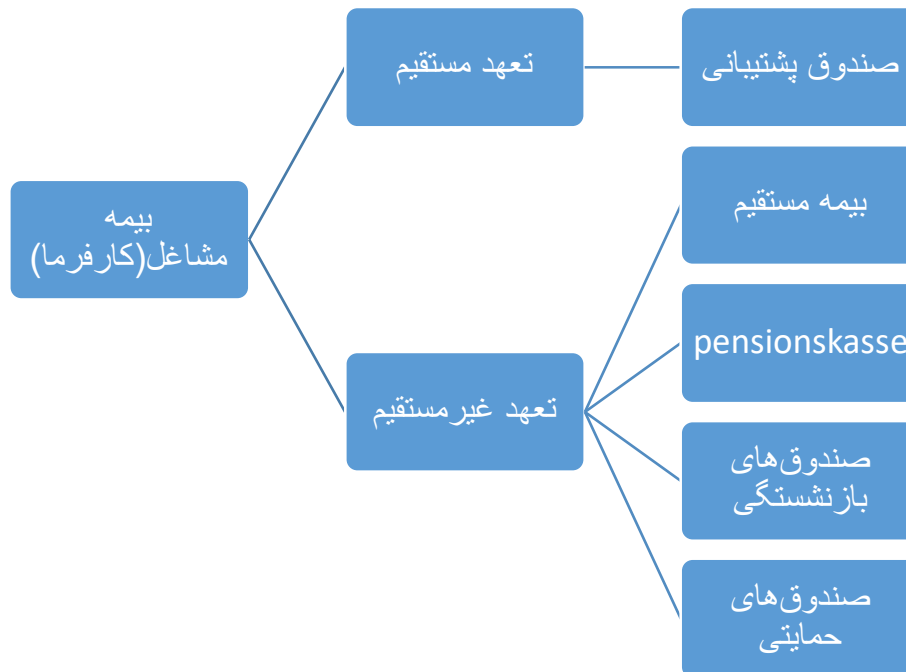 تعهد مستقیم
صندوق پشتیبانی
بیمه مستقیم
بیمه
مشاغل(کارفرما)
pensionskasse
تعهد غیرمستقیم
صندوق‌های
بازنشستگی
صندوق‌های
حمایتی